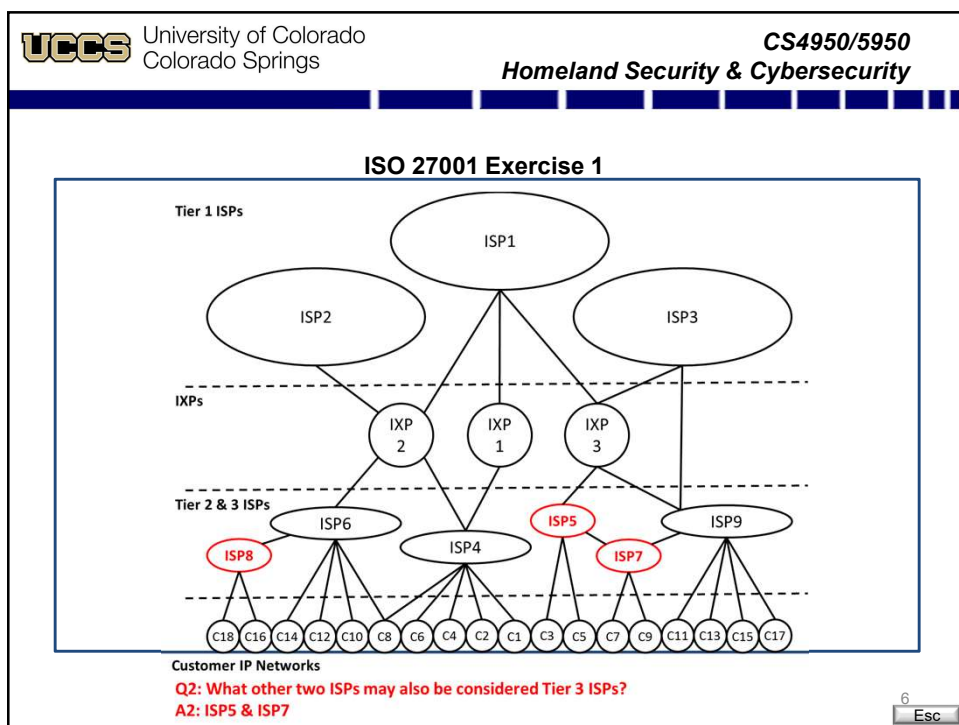 UCCS University of Colorado
Colorado Springs
CS4950/5950
Homeland Security & Cybersecurity
ISO 27001 Exercise 1
Tier 1 ISPs
ISP1
ISP2
ISP3
IXPs
IXP
2
IXP
1
IXP
3
Tier 2 & 3 ISPs
ISP6
ISP5
ISP9
ISP4
ISP8
ISP7
C18 C16 C14 C12 C10 C8 C6 C4 C2 C1 C3 C5 C7 C9 C11 C13 C15 C17
Customer IP Networks
Q2: What other two ISPs may also be considered Tier 3 ISPs?
A2: ISP5 & ISP7
6
Esc